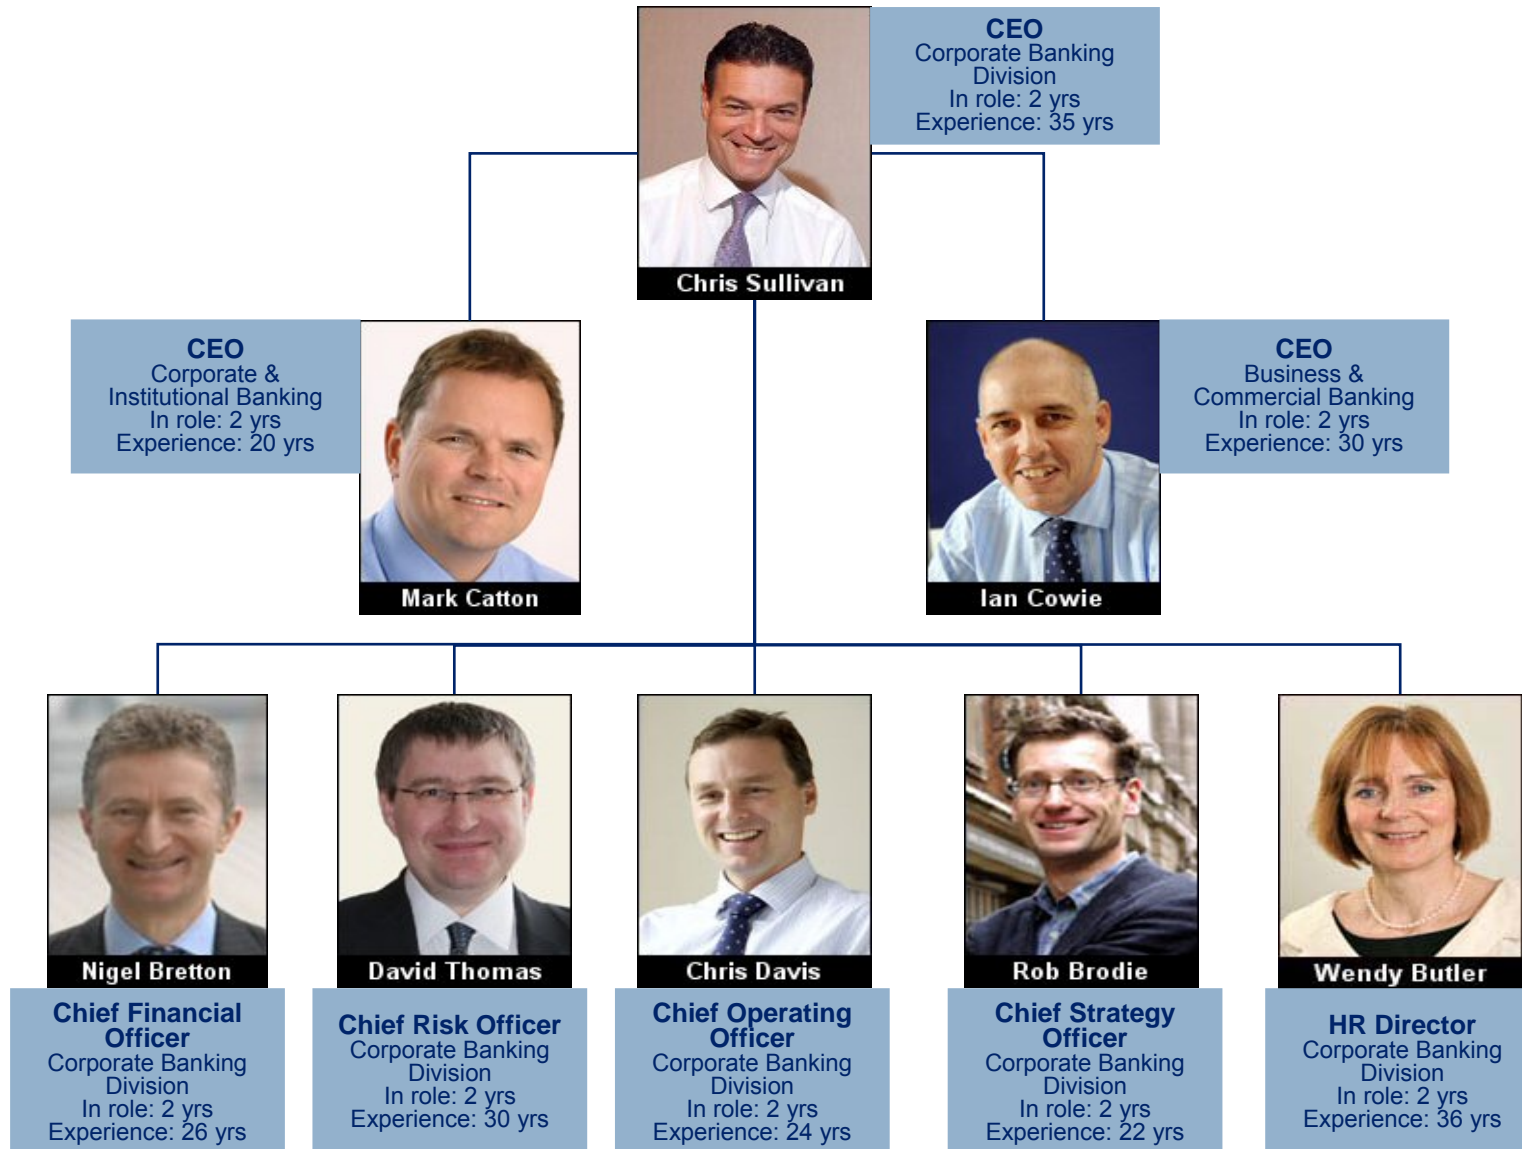 CEO
Corporate Banking
Division
In role: 2 yrs
Experience: 35 yrs
Chris Sullivan
CEO
Corporate &
Institutional Banking
In role: 2 yrs
Experience: 20 yrs
Mark Catton
CEO
Business &
Commercial Banking
In role: 2 yrs
Experience: 30 yrs
Ian Cowie
Nigel Bretton
Chief Financial
Officer
Corporate Banking
Division
In role: 2 yrs
Experience: 26 yrs
David Thomas
Chief Risk Officer
Corporate Banking
Division
In role: 2 yrs
Experience: 30 yrs
Chris Davis
Chief Operating
Officer
Corporate Banking
Division
In role: 2 yrs
Experience: 24 yrs
Rob Brodie
Chief Strategy
Officer
Corporate Banking
Division
In role: 2 yrs
Experience: 22 yrs
Wendy Butler
HR Director
Corporate Banking
Division
In role: 2 yrs
Experience: 36 yrs